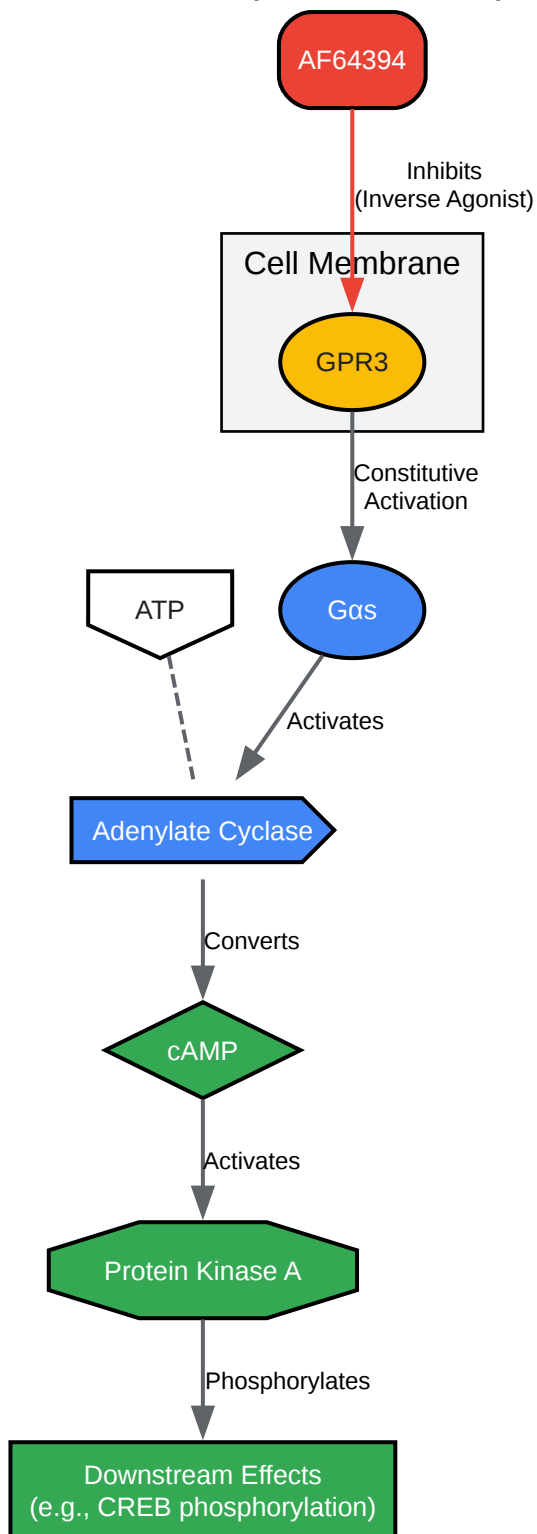 AF64394
Inhibits
(Inverse Agonist)
Cell Membrane
GPR3
Constitutive
Activation
ATP
Gαs
Activates
Adenylate Cyclase
Converts
cAMP
Activates
Protein Kinase A
Phosphorylates
Downstream Effects
(e.g., CREB phosphorylation)